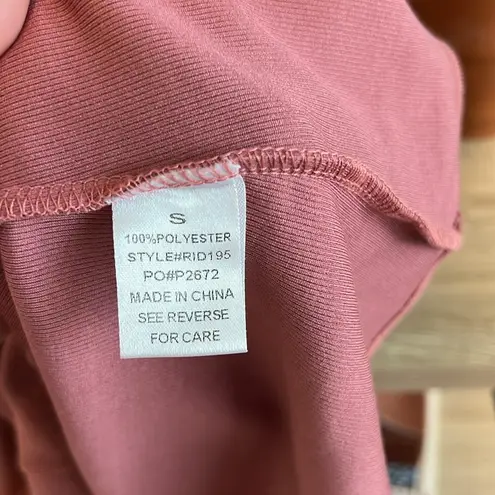 S
100%POLYESTER
STYLE#RID195
PO#P2672
MADE IN CHINA
SEE REVERSE
FOR CARE